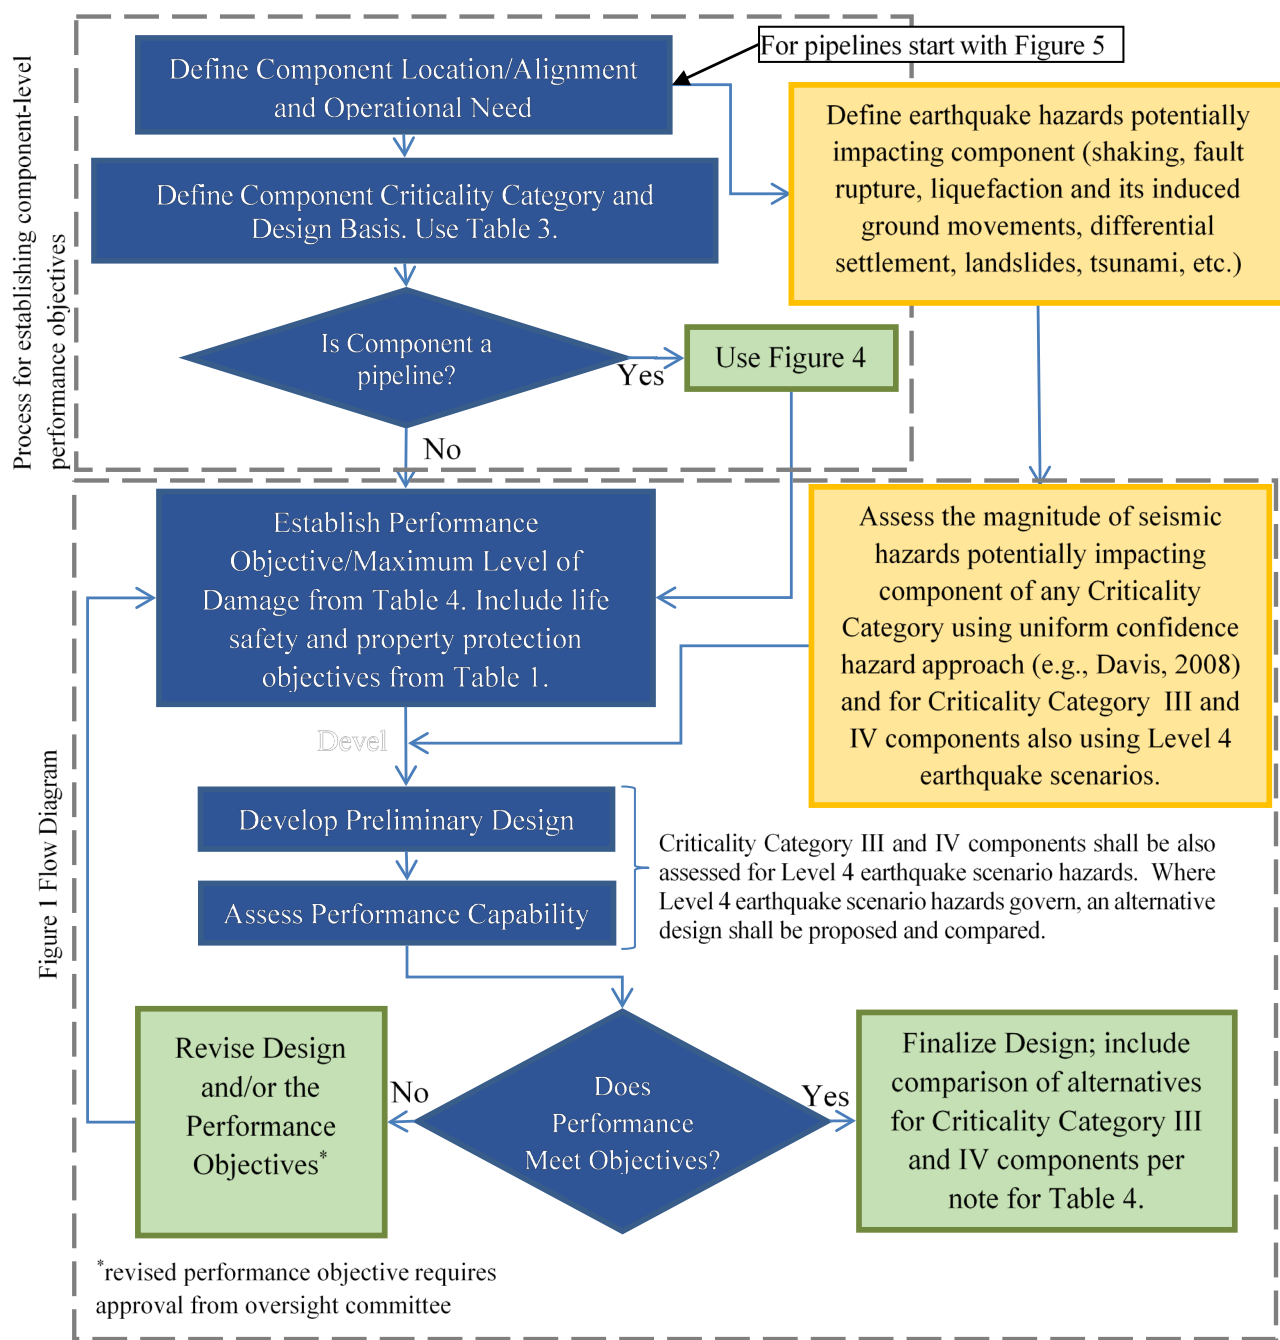 For pipelines start with Figure 5
Define Component Location/Alignment
and Operational Need
Define earthquake hazards potentially
impacting component (shaking, fault
rupture, liquefaction and its induced
ground movements, differential
settlement, landslides, tsunami, etc.)
Define Component Criticality Category and
Design Basis. Use Table 3.
Process for establishing component-level
performance objectives
Is Component a
pipeline?
Yes
Use Figure 4
No
Establish Performance
Objective/Maximum Level of
Damage from Table 4. Include life
safety and property protection
objectives from Table 1.
Assess the magnitude of seismic
hazards potentially impacting
component of any Criticality
Category using uniform confidence
hazard approach (e.g., Davis, 2008)
and for Criticality Category III and
IV components also using Level 4
earthquake scenarios.
Devel
Figure 1 Flow Diagram
Develop Preliminary Design
Assess Performance Capability
Criticality Category III and IV components shall be also
assessed for Level 4 earthquake scenario hazards. Where
Level 4 earthquake scenario hazards govern, an alternative
design shall be proposed and compared.
Revise Design
and/or the
Performance
Objectives*
No
Does
Performance
Meet Objectives?
Yes
Finalize Design; include
comparison of alternatives
for Criticality Category III
and IV components per
note for Table 4.
*revised performance objective requires
approval from oversight committee